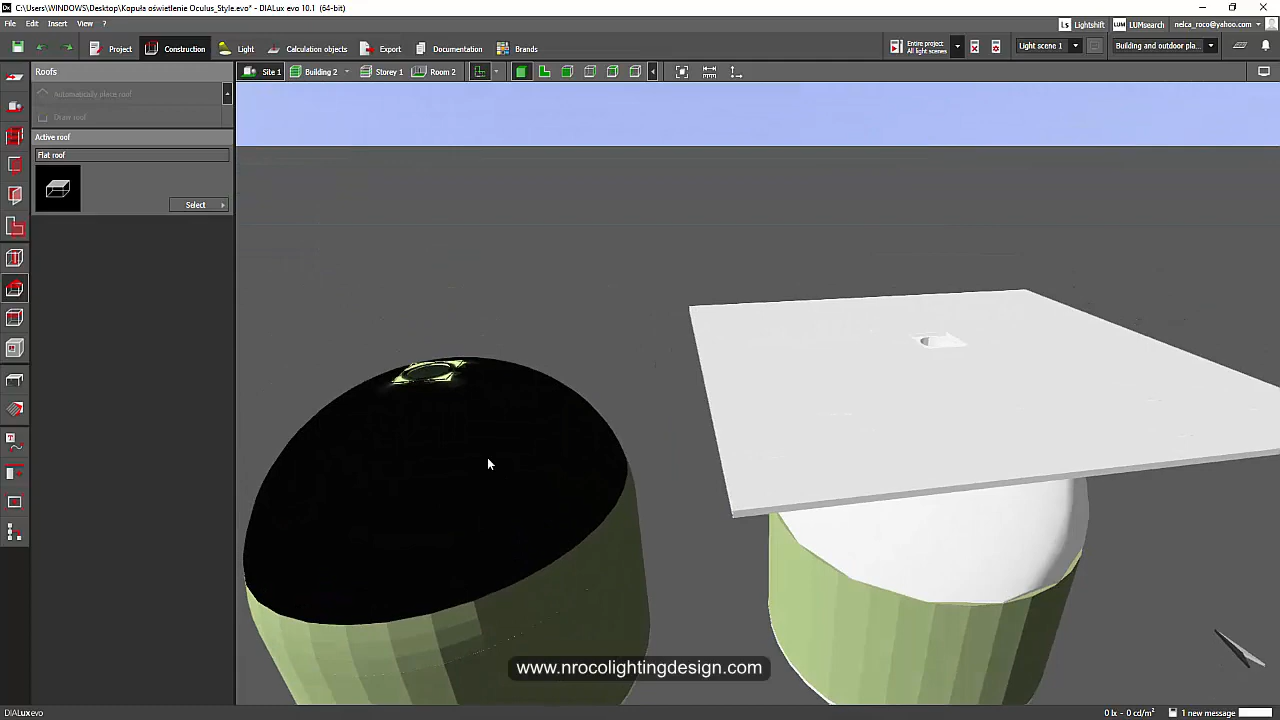 C:\Users\WINDOWS\Desktop\Kopuła oświetlenie Oculus_Style.evo* - DIALux evo 10.1 (64-bit)
File Edit Insert View ?
Lightshift LUMsearch nelca_roco@yahoo.com
Project Construction Light Calculation objects Export Documentation Brands
Entire project
All light scenes
Light scene 1
Building and outdoor pla...
Roofs
Site 1 Building 2 Storey 1 Room 2
Automatically place roof
Draw roof
Active roof
Flat roof
Select
www.nrocolightingdesign.com
DIALux evo
0 lx – 0 cd/m²
1 new message